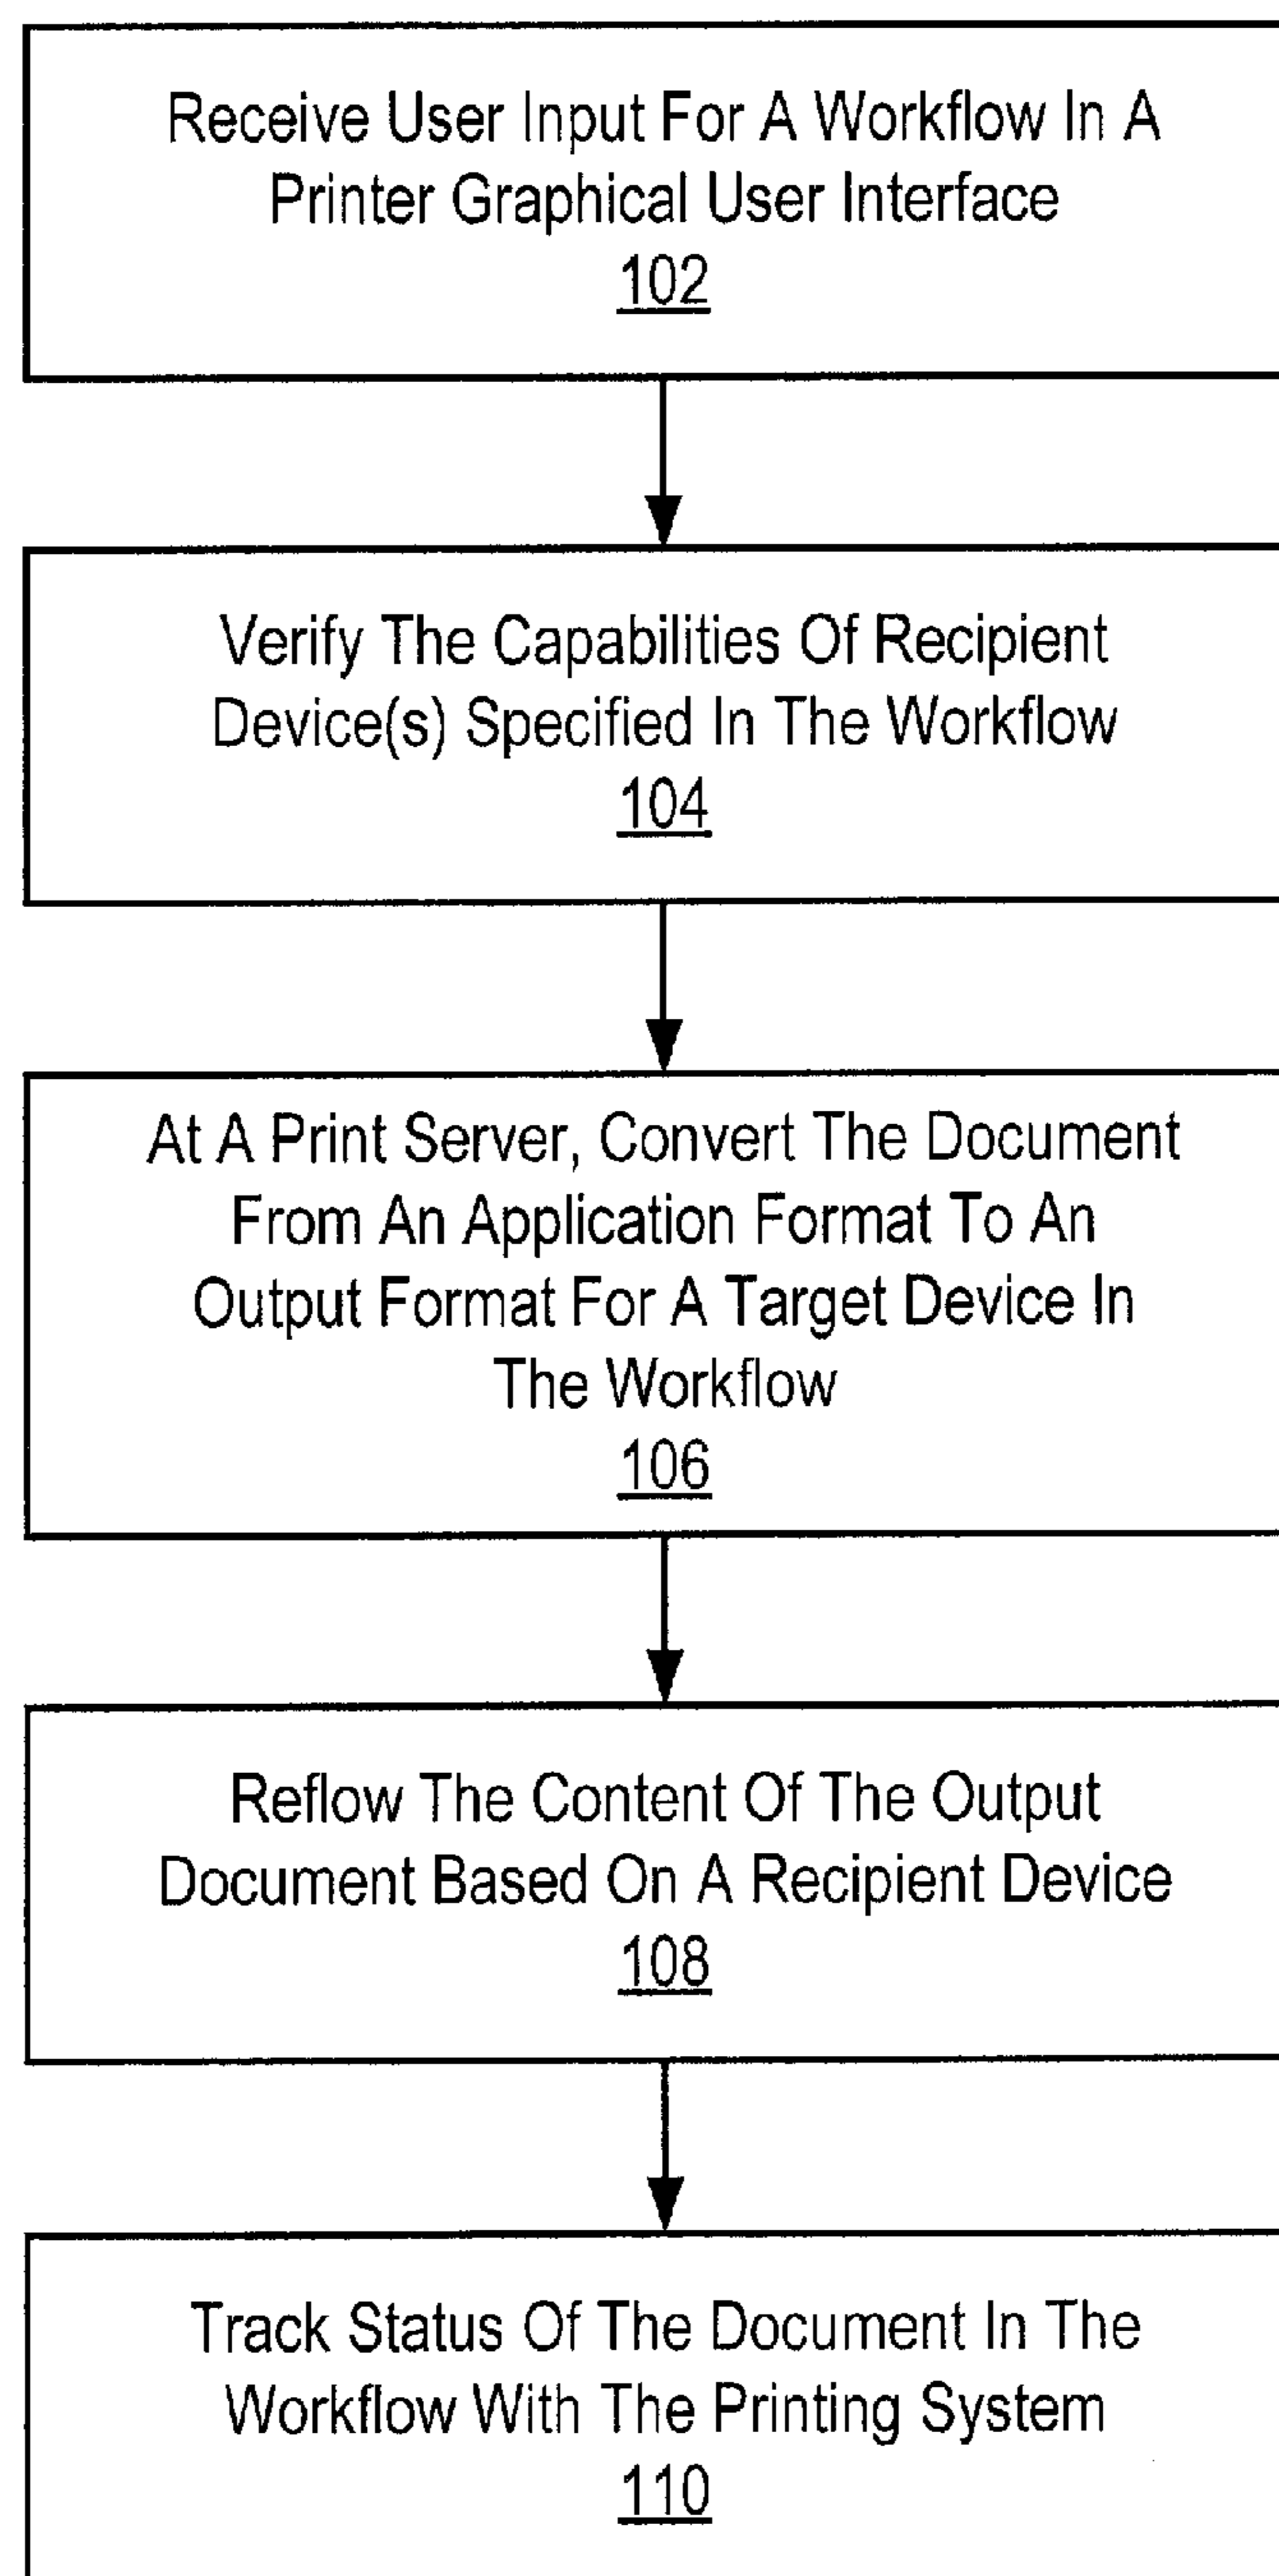 Receive User Input For A Workflow In A
Printer Graphical User Interface
102
Verify The Capabilities Of Recipient
Device(s) Specified In The Workflow
104
At A Print Server, Convert The Document
From An Application Format To An
Output Format For A Target Device In
The Workflow
106
Reflow The Content Of The Output
Document Based On A Recipient Device
108
Track Status Of The Document In The
Workflow With The Printing System
110